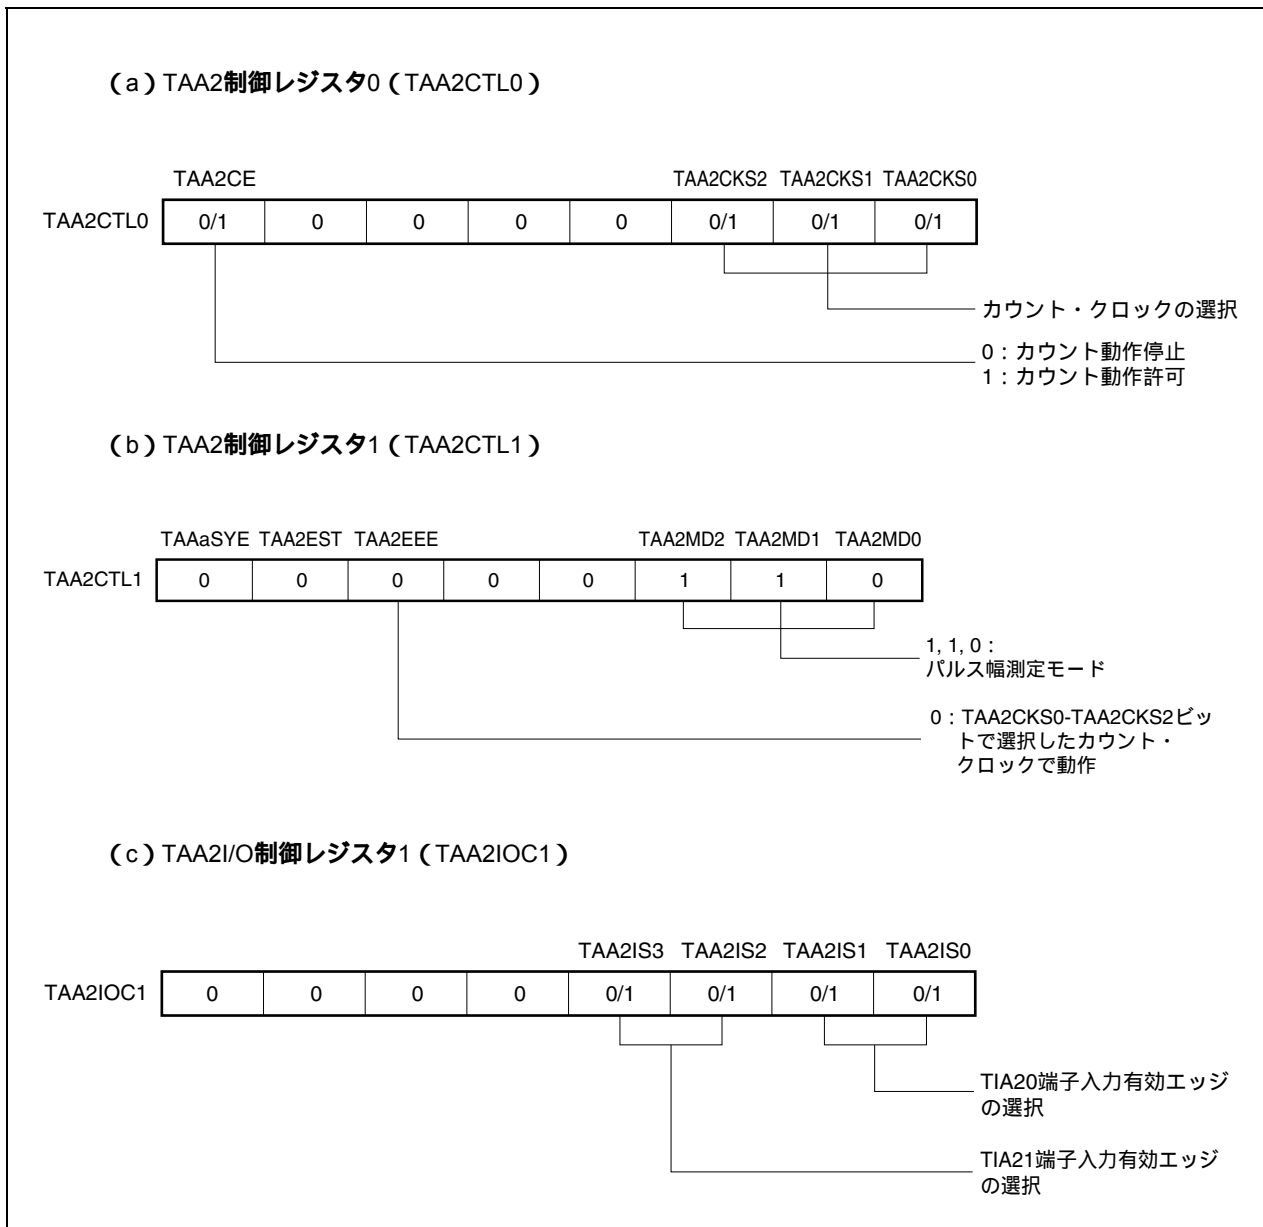 (a)TAA2制御レジスタ0(TAA2CTL0)
TAA2CE TAA2CKS2 TAA2CKS1 TAA2CKS0
TAA2CTL0 0/1 0 0 0 0 0/1 0/1 0/1
カウント・クロックの選択
0:カウント動作停止
1:カウント動作許可
(b)TAA2制御レジスタ1(TAA2CTL1)
TAAaSYE TAA2EST TAA2EEE TAA2MD2 TAA2MD1 TAA2MD0
TAA2CTL1 0 0 0 0 0 1 1 0
1, 1, 0:
パルス幅測定モード
0:TAA2CKS0-TAA2CKS2ビッ
トで選択したカウント・
クロックで動作
(c)TAA2I/O制御レジスタ1(TAA2IOC1)
TAA2IS3 TAA2IS2 TAA2IS1 TAA2IS0
TAA2IOC1 0 0 0 0 0/1 0/1 0/1 0/1
TIA20端子入力有効エッジ
の選択
TIA21端子入力有効エッジ
の選択